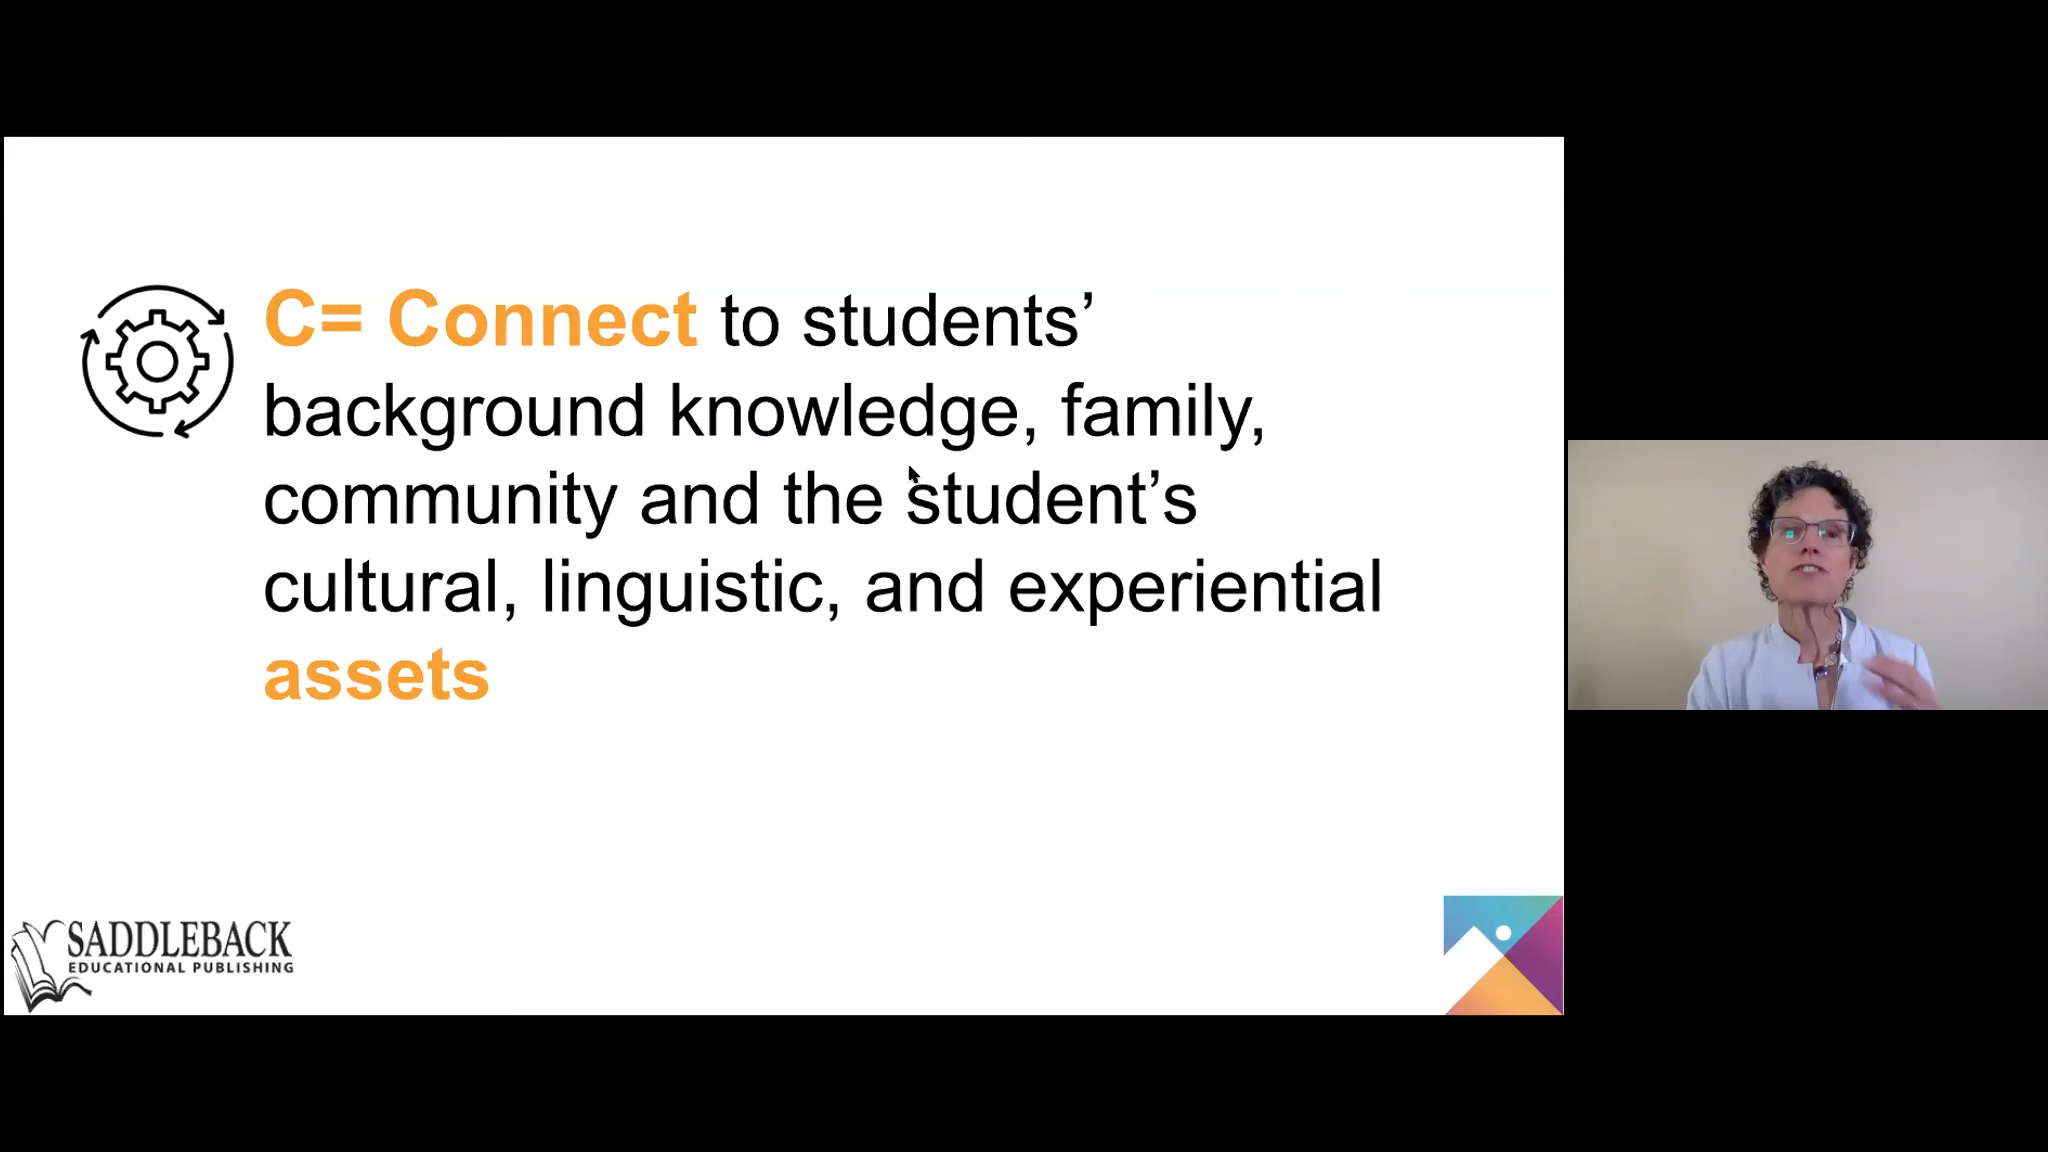 C= Connect to students’
background knowledge, family,
community and the student’s
cultural, linguistic, and experiential
assets
SADDLEBACK
EDUCATIONAL PUBLISHING